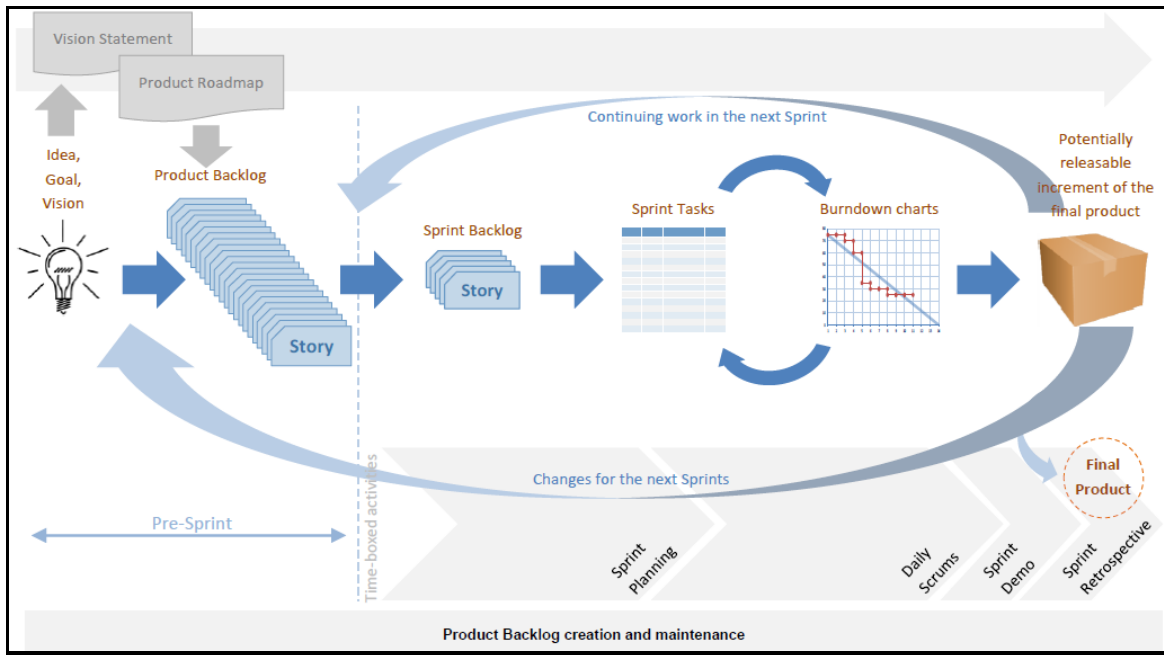 Vision Statement
Product Roadmap
Idea,
Goal,
Vision
Product Backlog
Story
Sprint Backlog
Story
Continuing work in the next Sprint
Sprint Tasks
Burndown charts
Potentially
releasable
increment of the
final product
Changes for the next Sprints
Final
Product
Pre-Sprint
Time-boxed activities
Sprint
Planning
Daily
Scrums
Sprint
Demo
Sprint
Retrospective
Product Backlog creation and maintenance